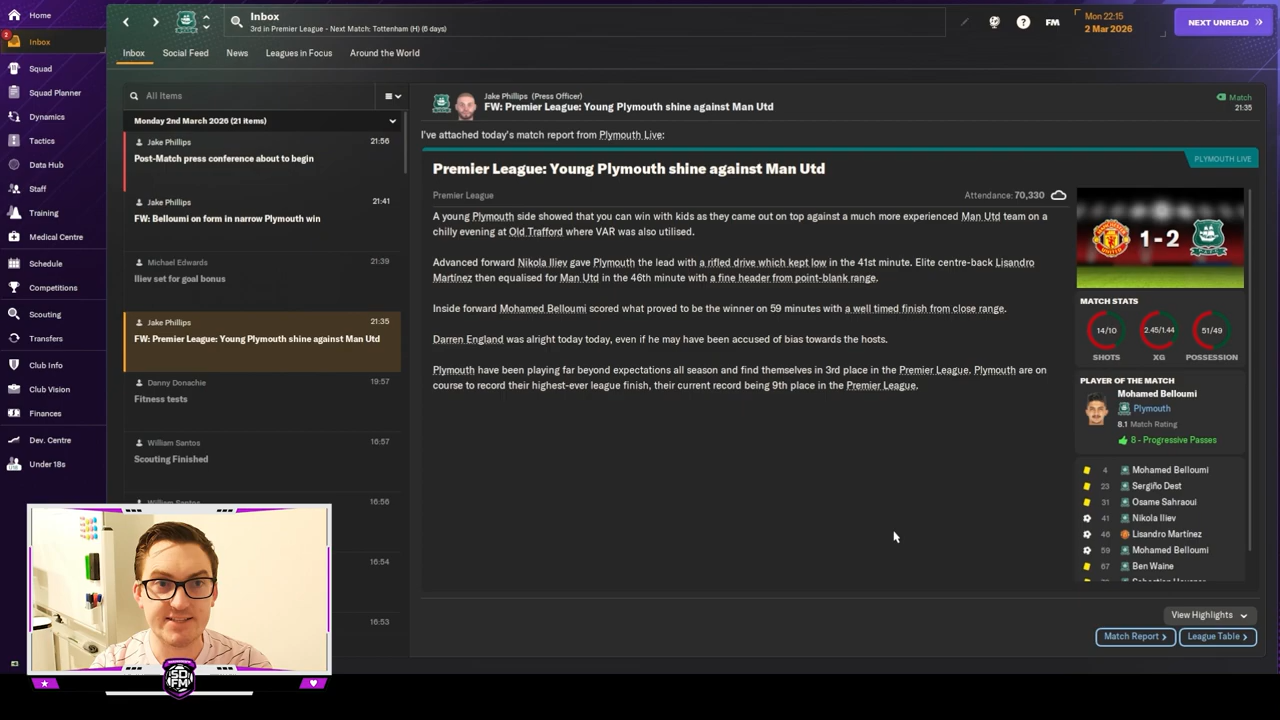 Home
2
Inbox
Squad
Squad Planner
Dynamics
Tactics
Data Hub
Staff
Training
Medical Centre
Schedule
Competitions
Scouting
Transfers
Club Info
Club Vision
Finances
Dev. Centre
Under 18s
Inbox
3rd in Premier League - Next Match: Tottenham (H) (6 days)
?
FM
Mon 22:15
2 Mar 2026
NEXT UNREAD
Inbox
Social Feed
News
Leagues in Focus
Around the World
All Items
Monday 2nd March 2026 (21 items)
Jake Phillips 21:56
Post-Match press conference about to begin
Jake Phillips 21:41
FW: Belloumi on form in narrow Plymouth win
Michael Edwards 21:39
Iliev set for goal bonus
Jake Phillips 21:35
FW: Premier League: Young Plymouth shine against Man Utd
Danny Donachie 19:57
Fitness tests
William Santos 16:57
Scouting Finished
William Santos 16:56
16:54
16:53
SD
FM
Jake Phillips (Press Officer)
FW: Premier League: Young Plymouth shine against Man Utd
Match
21:35
I've attached today's match report from Plymouth Live:
PLYMOUTH LIVE
Premier League: Young Plymouth shine against Man Utd
Premier League
Attendance: 70,330
A young Plymouth side showed that you can win with kids as they came out on top against a much more experienced Man Utd team on a
chilly evening at Old Trafford where VAR was also utilised.
Advanced forward Nikola Iliev gave Plymouth the lead with a rifled drive which kept low in the 41st minute. Elite centre-back Lisandro
Martínez then equalised for Man Utd in the 46th minute with a fine header from point-blank range.
Inside forward Mohamed Belloumi scored what proved to be the winner on 59 minutes with a well timed finish from close range.
Darren England was alright today today, even if he may have been accused of bias towards the hosts.
Plymouth have been playing far beyond expectations all season and find themselves in 3rd place in the Premier League. Plymouth are on
course to record their highest-ever league finish, their current record being 9th place in the Premier League.
1 - 2
MATCH STATS
14/10
2.45/1.44
51/49
SHOTS
XG
POSSESSION
PLAYER OF THE MATCH
Mohamed Belloumi
Plymouth
8.1 Match Rating
8 - Progressive Passes
4 Mohamed Belloumi
23 Sergiño Dest
31 Osame Sahraoui
41 Nikola Iliev
46 Lisandro Martínez
59 Mohamed Belloumi
67 Ben Waine
View Highlights
Match Report
League Table